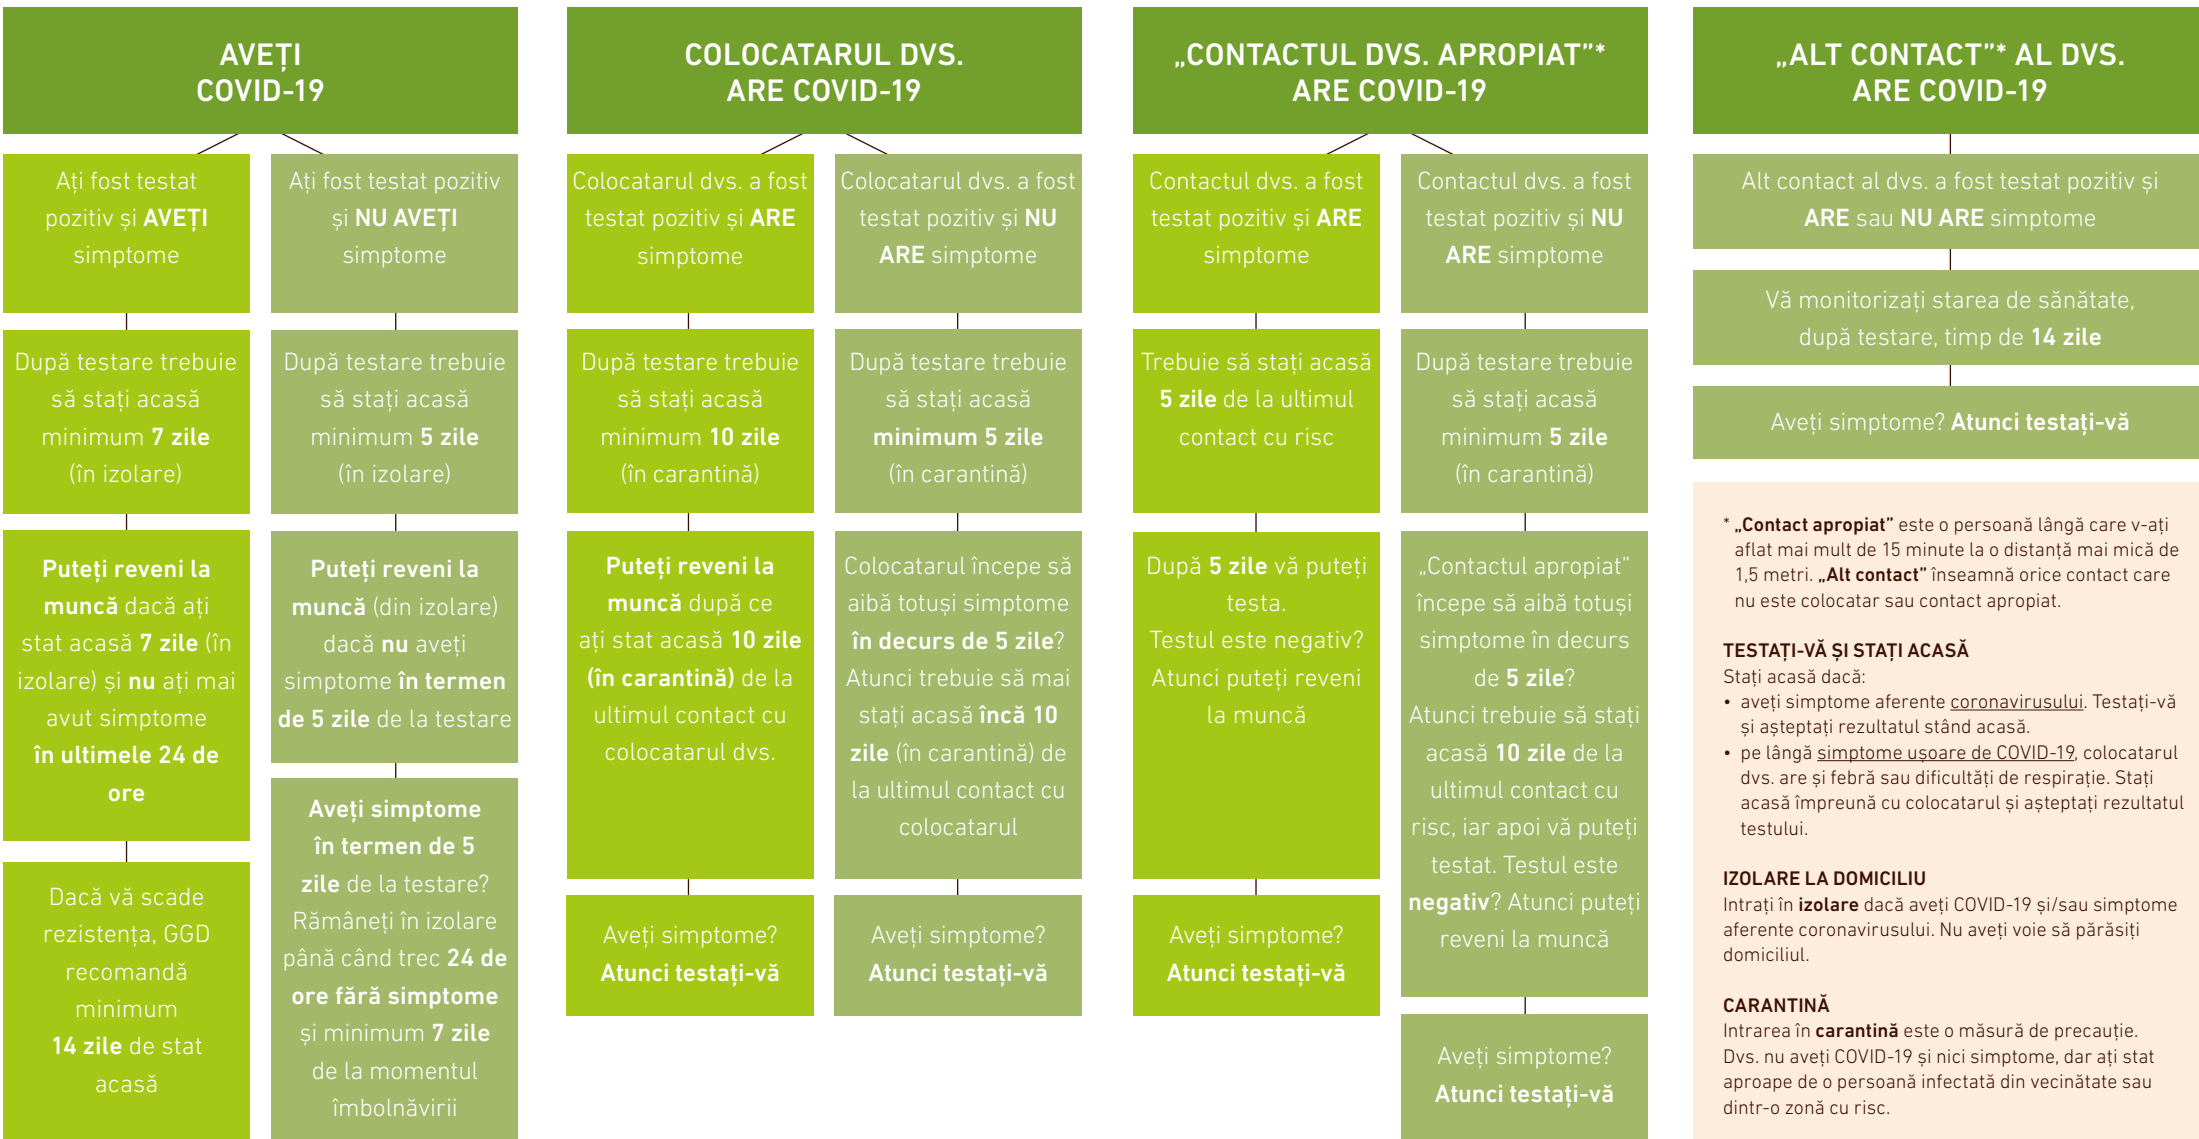 AVEȚI
COVID-19
Ați fost testat
pozitiv și AVEȚI
simptome
După testare trebuie
să stați acasă
minimum 7 zile
(în izolare)
Puteți reveni la
muncă dacă ați
stat acasă 7 zile (în
izolare) și nu ați mai
avut simptome
în ultimele 24 de
ore
Dacă vă scade
rezistența, GGD
recomandă
minimum
14 zile de stat
acasă
Ați fost testat pozitiv
și NU AVEȚI
simptome
După testare trebuie
să stați acasă
minimum 5 zile
(în izolare)
Puteți reveni la
muncă (din izolare)
dacă nu aveți
simptome în termen
de 5 zile de la testare
Aveți simptome
în termen de 5
zile de la testare?
Rămâneți în izolare
până când trec 24 de
ore fără simptome
și minimum 7 zile
de la momentul
îmbolnăvirii
COLOCATARUL DVS.
ARE COVID-19
Colocatarul dvs. a fost
testat pozitiv și ARE
simptome
După testare trebuie
să stați acasă
minimum 10 zile
(în carantină)
Puteți reveni la
muncă după ce
ați stat acasă 10 zile
(în carantină) de la
ultimul contact cu
colocatarul dvs.
Aveți simptome?
Atunci testați-vă
Colocatarul dvs. a fost
testat pozitiv și NU
ARE simptome
După testare trebuie
să stați acasă
minimum 5 zile
(în carantină)
Colocatarul începe să
aibă totuși simptome
în decurs de 5 zile?
Atunci trebuie să mai
stați acasă încă 10
zile (în carantină) de
la ultimul contact cu
colocatarul
Aveți simptome?
Atunci testați-vă
„CONTACTUL DVS. APROPIAT”*
ARE COVID-19
Contactul dvs. a fost
testat pozitiv și ARE
simptome
Trebuie să stați acasă
5 zile de la ultimul
contact cu risc
După 5 zile vă puteți
testa.
Testul este negativ?
Atunci puteți reveni
la muncă
Aveți simptome?
Atunci testați-vă
Contactul dvs. a fost
testat pozitiv și NU
ARE simptome
După testare trebuie
să stați acasă
minimum 5 zile
(în carantină)
„Contactul apropiat”
începe să aibă totuși
simptome în decurs
de 5 zile?
Atunci trebuie să stați
acasă 10 zile de la
ultimul contact cu
risc, iar apoi vă puteți
testat. Testul este
negativ? Atunci puteți
reveni la muncă
Aveți simptome?
Atunci testați-vă
„ALT CONTACT”* AL DVS.
ARE COVID-19
Alt contact al dvs. a fost testat pozitiv și
ARE sau NU ARE simptome
Vă monitorizați starea de sănătate,
după testare, timp de 14 zile
Aveți simptome? Atunci testați-vă
* „Contact apropiat” este o persoană lângă care v-ați
aflat mai mult de 15 minute la o distanță mai mică de
1,5 metri. „Alt contact” înseamnă orice contact care
nu este colocatar sau contact apropiat.
TESTAȚI-VĂ ȘI STAȚI ACASĂ
Stați acasă dacă:
• aveți simptome aferente coronavirusului. Testați-vă
și așteptați rezultatul stând acasă.
• pe lângă simptome ușoare de COVID-19, colocatarul
dvs. are și febră sau dificultăți de respirație. Stați
acasă împreună cu colocatarul și așteptați rezultatul
testului.
IZOLARE LA DOMICILIU
Intrați în izolare dacă aveți COVID-19 și/sau simptome
aferente coronavirusului. Nu aveți voie să părăsiți
domiciliul.
CARANTINĂ
Intrarea în carantină este o măsură de precauție.
Dvs. nu aveți COVID-19 și nici simptome, dar ați stat
aproape de o persoană infectată din vecinătate sau
dintr-o zonă cu risc.